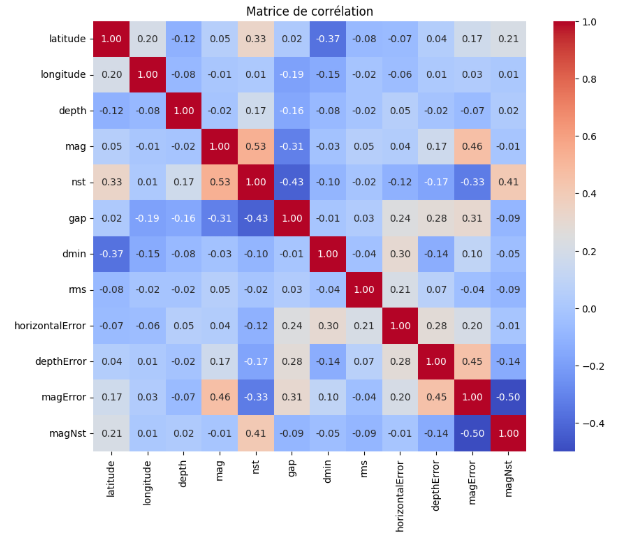 Matrice de corrélation
latitude 1.00 0.20 -0.12 0.05 0.33 0.02 -0.37 -0.08 -0.07 0.04 0.17 0.21
longitude 0.20 1.00 -0.08 -0.01 0.01 -0.19 -0.15 -0.02 -0.06 0.01 0.03 0.01
depth -0.12 -0.08 1.00 -0.02 0.17 -0.16 -0.08 -0.02 0.05 -0.02 -0.07 0.02
mag 0.05 -0.01 -0.02 1.00 0.53 -0.31 -0.03 0.05 0.04 0.17 0.46 -0.01
nst 0.33 0.01 0.17 0.53 1.00 -0.43 -0.10 -0.02 -0.12 -0.17 -0.33 0.41
gap 0.02 -0.19 -0.16 -0.31 -0.43 1.00 -0.01 0.03 0.24 0.28 0.31 -0.09
dmin -0.37 -0.15 -0.08 -0.03 -0.10 -0.01 1.00 -0.04 0.30 -0.14 0.10 -0.05
rms -0.08 -0.02 -0.02 0.05 -0.02 0.03 -0.04 1.00 0.21 0.07 -0.04 -0.09
horizontalError -0.07 -0.06 0.05 0.04 -0.12 0.24 0.30 0.21 1.00 0.28 0.20 -0.01
depthError 0.04 0.01 -0.02 0.17 -0.17 0.28 -0.14 0.07 0.28 1.00 0.45 -0.14
magError 0.17 0.03 -0.07 0.46 -0.33 0.31 0.10 -0.04 0.20 0.45 1.00 -0.50
magNst 0.21 0.01 0.02 -0.01 0.41 -0.09 -0.05 -0.09 -0.01 -0.14 -0.50 1.00
latitude longitude depth mag nst gap dmin rms horizontalError depthError magError magNst
1.0
0.8
0.6
0.4
0.2
0.0
−0.2
−0.4